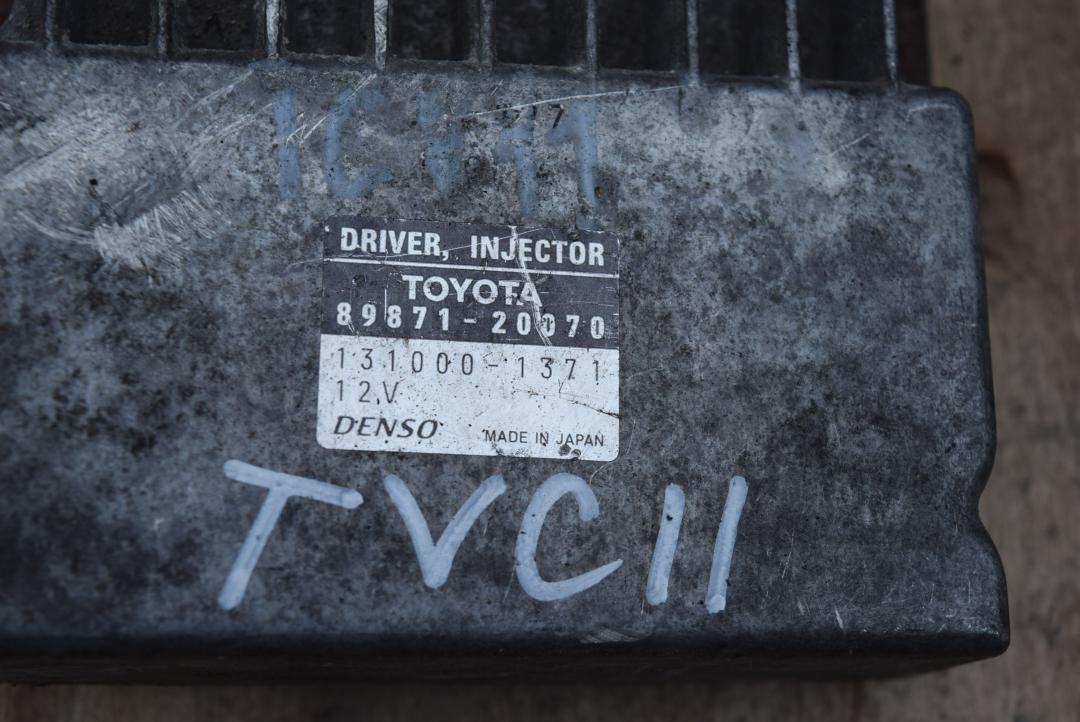 DRIVER, INJECTOR
TOYOTA
89871-20070
131000-1371
12V
DENSO MADE IN JAPAN
TVC11